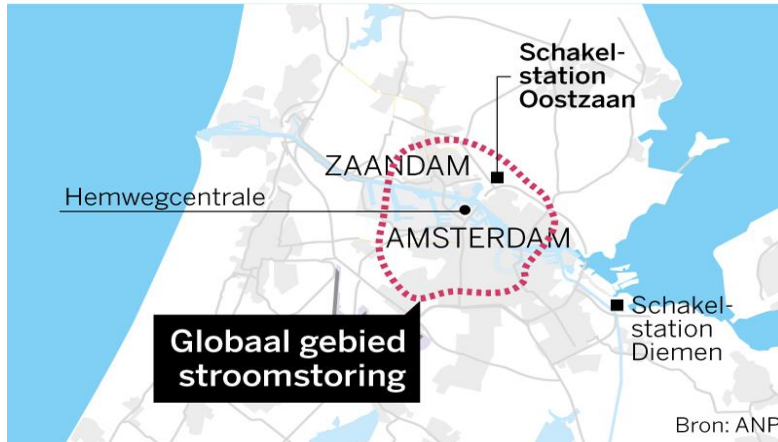 Schakel-
station
Oostzaan
ZAANDAM
Hemwegcentrale
AMSTERDAM
Globaal gebied
stroomstoring
Schakel-
station
Diemen
Bron: ANP